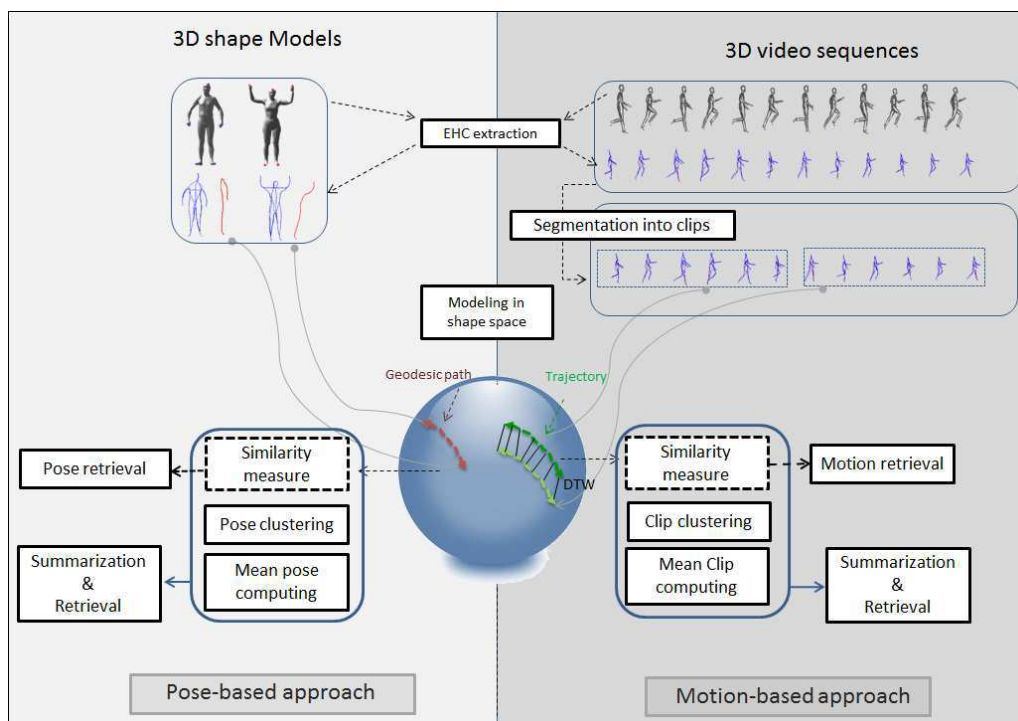 3D shape Models
3D video sequences
EHC extraction
Segmentation into clips
Modeling in
shape space
Geodesic path
Trajectory
DTW
Pose retrieval
Similarity
measure
Pose clustering
Mean pose
computing
Summarization
&
Retrieval
Similarity
measure
Motion retrieval
Clip clustering
Mean Clip
computing
Summarization
&
Retrieval
Pose-based approach
Motion-based approach